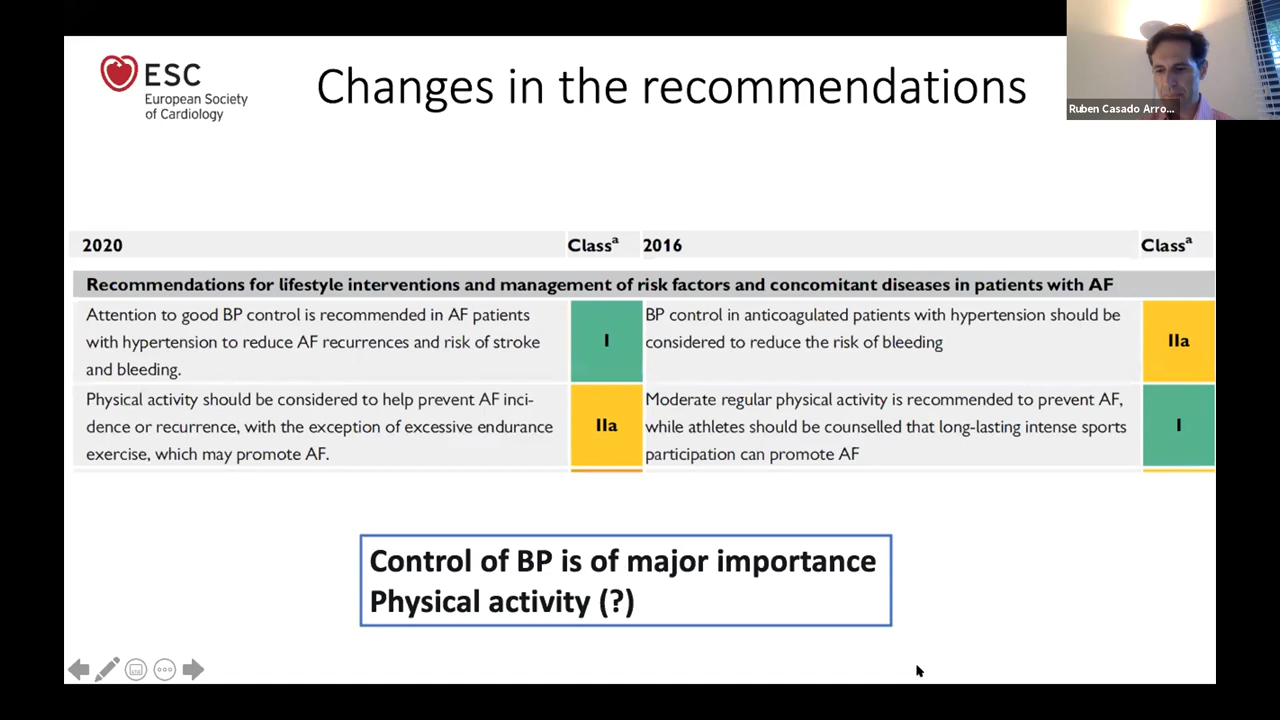 ESC
European Society
of Cardiology
Changes in the recommendations
Ruben Casado Arro...
2020 Classᵃ 2016 Classᵃ
Recommendations for lifestyle interventions and management of risk factors and concomitant diseases in patients with AF
Attention to good BP control is recommended in AF patients
with hypertension to reduce AF recurrences and risk of stroke
and bleeding.
I
BP control in anticoagulated patients with hypertension should be
considered to reduce the risk of bleeding
IIa
Physical activity should be considered to help prevent AF inci-
dence or recurrence, with the exception of excessive endurance
exercise, which may promote AF.
IIa
Moderate regular physical activity is recommended to prevent AF,
while athletes should be counselled that long-lasting intense sports
participation can promote AF
I
Control of BP is of major importance
Physical activity (?)